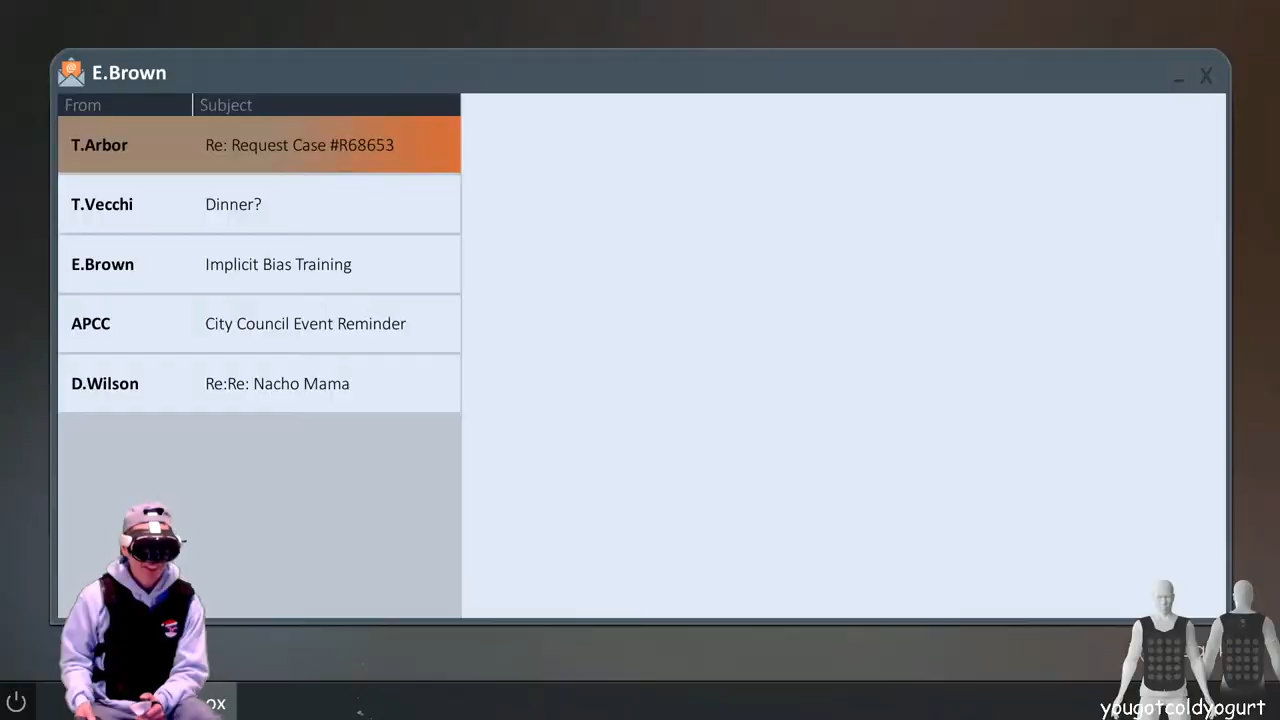 E.Brown
_ X
From Subject
T.Arbor Re: Request Case #R68653
T.Vecchi Dinner?
E.Brown Implicit Bias Training
APCC City Council Event Reminder
D.Wilson Re:Re: Nacho Mama
ox
yougotcoldyogurt